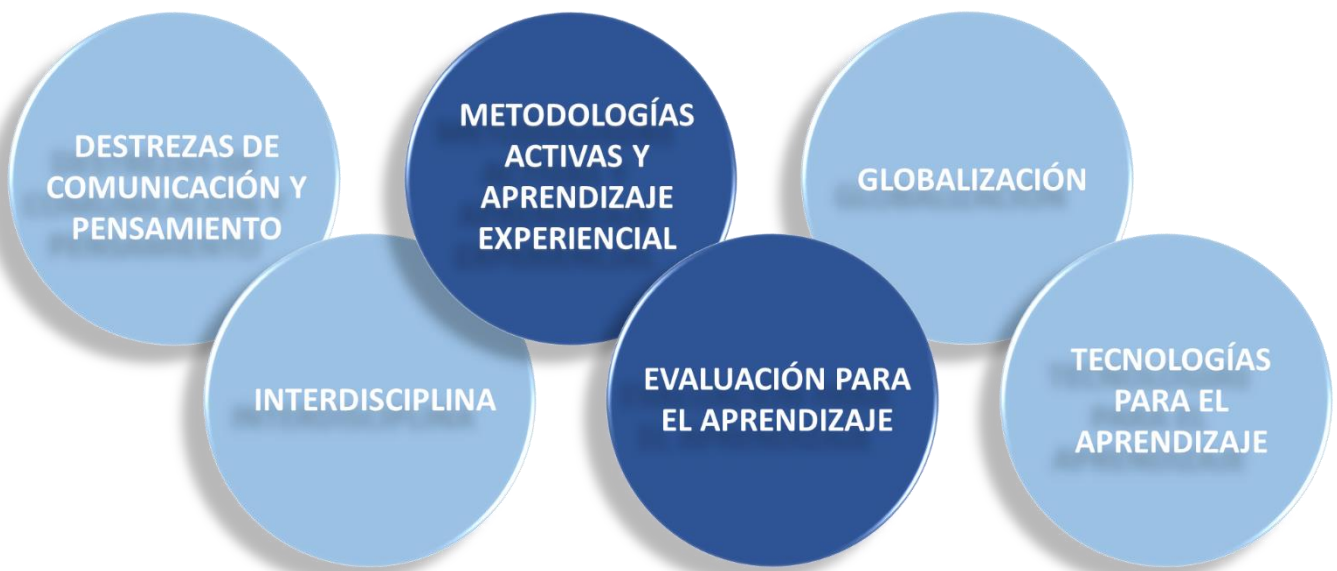 DESTREZAS DE
COMUNICACIÓN Y
PENSAMIENTO
INTERDISCIPLINA
METODOLOGÍAS
ACTIVAS Y
APRENDIZAJE
EXPERIENCIAL
EVALUACIÓN PARA
EL APRENDIZAJE
GLOBALIZACIÓN
TECNOLOGÍAS
PARA EL
APRENDIZAJE